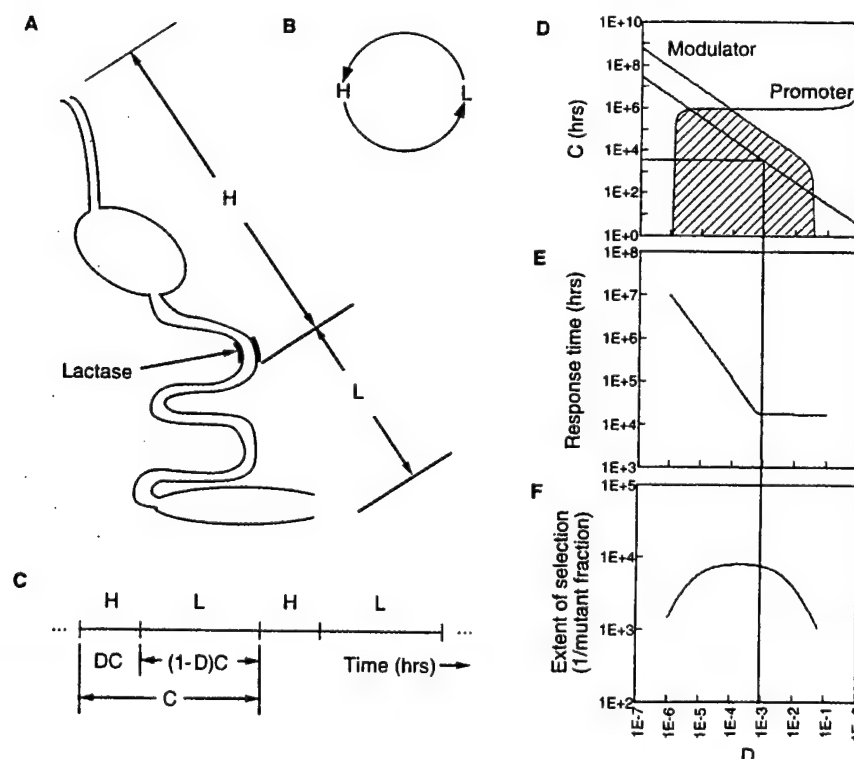 A
H
Lactase
L
B
H
L
C
H L H L
... ...
DC (1-D)C Time (hrs)
C
D
C (hrs)
1E+10
1E+8
1E+6
1E+4
1E+2
1E+0
Modulator
Promoter
E
Response time (hrs)
1E+8
1E+7
1E+6
1E+5
1E+4
1E+3
F
Extent of selection
(1/mutant fraction)
1E+5
1E+4
1E+3
1E+2
1E-7
1E-6
1E-5
1E-4
1E-3
1E-2
1E-1
D